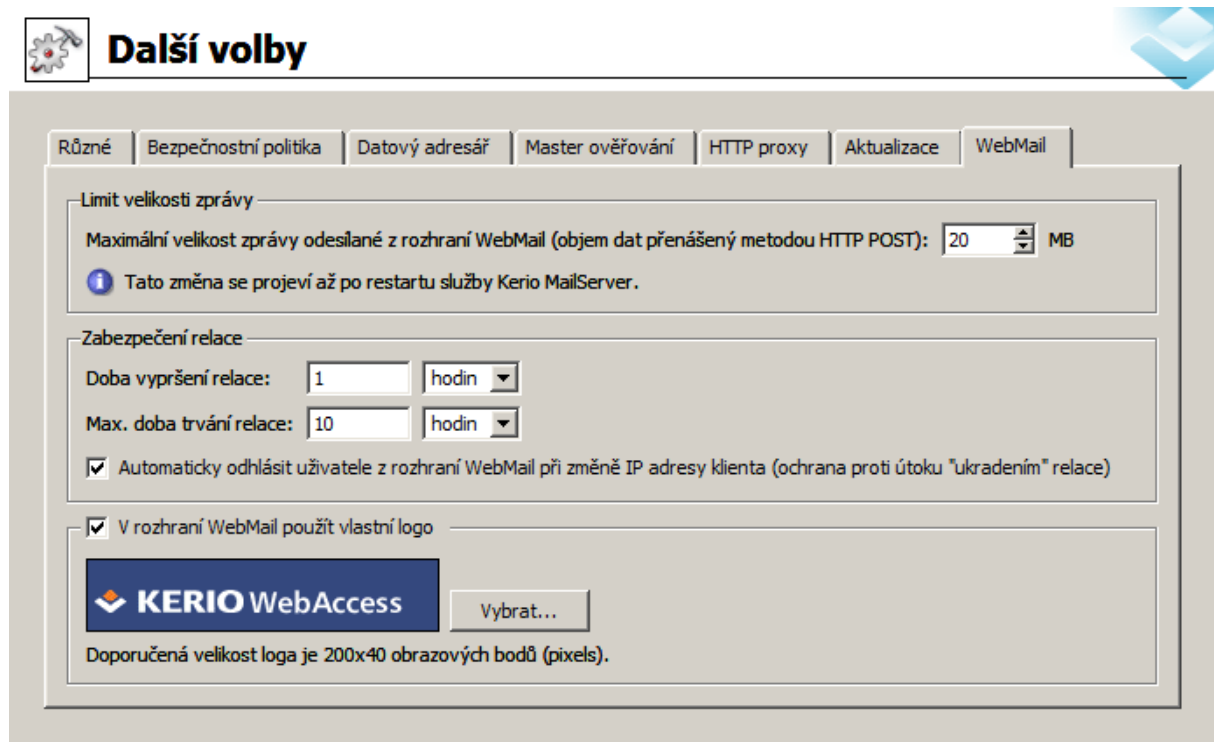 Další volby
Různé Bezpečnostní politika Datový adresář Master ověřování HTTP proxy Aktualizace WebMail
Limit velikosti zprávy
Maximální velikost zprávy odesílané z rozhraní WebMail (objem dat přenášený metodou HTTP POST): 20 MB
Tato změna se projeví až po restartu služby Kerio MailServer.
Zabezpečení relace
Doba vypršení relace: 1 hodin
Max. doba trvání relace: 10 hodin
Automaticky odhlásit uživatele z rozhraní WebMail při změně IP adresy klienta (ochrana proti útoku "ukradením" relace)
V rozhraní WebMail použít vlastní logo
KERIO WebAccess
Vybrat...
Doporučená velikost loga je 200x40 obrazových bodů (pixels).